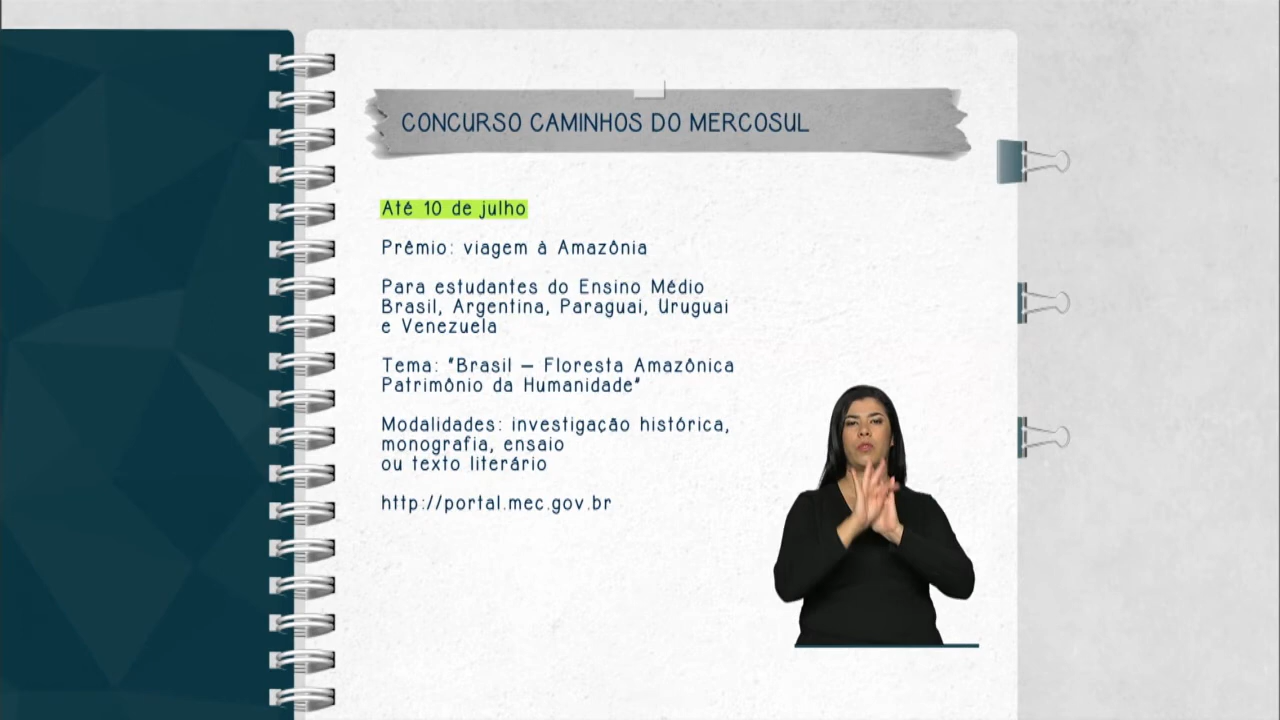 CONCURSO CAMINHOS DO MERCOSUL
Até 10 de julho
Prêmio: viagem à Amazônia
Para estudantes do Ensino Médio
Brasil, Argentina, Paraguai, Uruguai
e Venezuela
Tema: "Brasil – Floresta Amazônica
Patrimônio da Humanidade"
Modalidades: investigação histórica,
monografia, ensaio
ou texto literário
http://portal.mec.gov.br